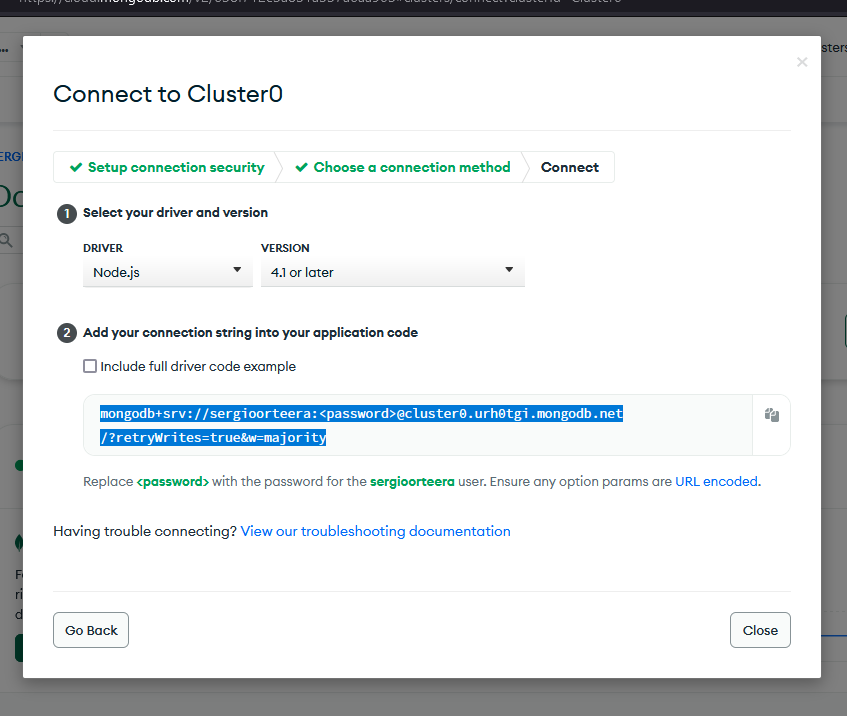 Connect to Cluster0
Setup connection security
Choose a connection method
Connect
1 Select your driver and version
DRIVER
VERSION
Node.js
4.1 or later
2 Add your connection string into your application code
Include full driver code example
mongodb+srv://sergioorteera:<password>@cluster0.urh0tgi.mongodb.net
/?retryWrites=true&w=majority
Replace <password> with the password for the sergioorteera user. Ensure any option params are URL encoded.
Having trouble connecting? View our troubleshooting documentation
Go Back
Close